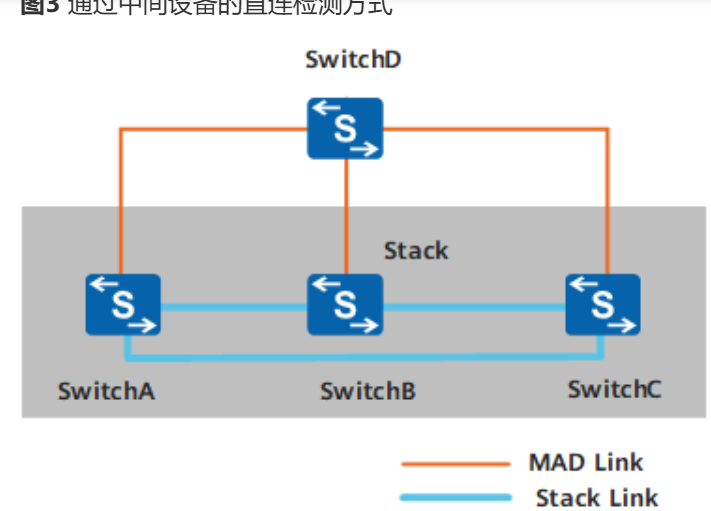 图3 通过中间设备的直连检测方式
SwitchD
S
Stack
S S S
SwitchA SwitchB SwitchC
MAD Link
Stack Link